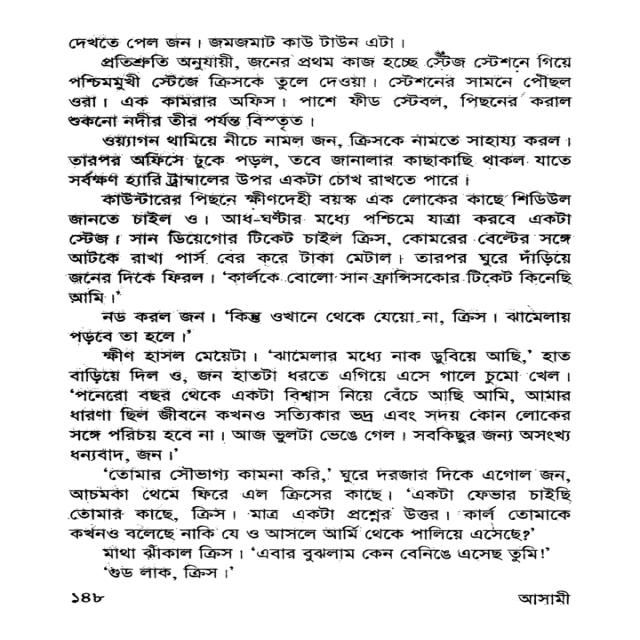 দেখতে পেল জন। জমজমাট কাউ টাউন এটা।
প্রতিশ্রুতি অনুযায়ী, জনের প্রথম কাজ হচ্ছে স্টেজ স্টেশনে গিয়ে
পশ্চিমমুখী স্টেজে ক্রিসকে তুলে দেওয়া। স্টেশনের সামনে পৌছল
ওরা। এক কামরার অফিস। পাশে ফীড স্টেবল, পিছনের করাল
শুকনো নদীর তীর পর্যন্ত বিস্তৃত।
ওয়্যাগন থামিয়ে নীচে নামল জন, ক্রিসকে নামতে সাহায্য করল।
তারপর অফিসে ঢুকে পড়ল, তবে জানালার কাছাকাছি থাকল যাতে
সর্বক্ষণ হ্যারি ট্রাম্বালের উপর একটা চোখ রাখতে পারে।
কাউন্টারের পিছনে ক্ষীণদেহী বয়স্ক এক লোকের কাছে শিডিউল
জানতে চাইল ও। আধ-ঘণ্টার মধ্যে পশ্চিমে যাত্রা করবে একটা
স্টেজ। সান ডিয়েগোর টিকেট চাইল ক্রিস, কোমরের বেল্টের সঙ্গে
আটকে রাখা পার্স বের করে টাকা মেটাল। তারপর ঘুরে দাঁড়িয়ে
জনের দিকে ফিরল। 'কার্লকে বোলো সান ফ্রান্সিসকোর টিকেট কিনেছি
আমি।'
নড করল জন। 'কিন্তু ওখানে থেকে যেয়ো না, ক্রিস। ঝামেলায়
পড়বে তা হলে।'
ক্ষীণ হাসল মেয়েটা। 'ঝামেলার মধ্যে নাক ডুবিয়ে আছি,' হাত
বাড়িয়ে দিল ও, জন হাতটা ধরতে এগিয়ে এসে গালে চুমো খেল।
'পনেরো বছর থেকে একটা বিশ্বাস নিয়ে বেঁচে আছি আমি, আমার
ধারণা ছিল জীবনে কখনও সত্যিকার ভদ্র এবং সদয় কোন লোকের
সঙ্গে পরিচয় হবে না। আজ ভুলটা ভেঙে গেল। সবকিছুর জন্য অসংখ্য
ধন্যবাদ, জন।'
'তোমার সৌভাগ্য কামনা করি,' ঘুরে দরজার দিকে এগোল জন,
আচমকা থেমে ফিরে এল ক্রিসের কাছে। 'একটা ফেভার চাইছি
তোমার কাছে, ক্রিস। মাত্র একটা প্রশ্নের উত্তর। কার্ল তোমাকে
কখনও বলেছে নাকি যে ও আসলে আর্মি থেকে পালিয়ে এসেছে?'
মাথা ঝাঁকাল ক্রিস। 'এবার বুঝলাম কেন বেনিঙে এসেছ তুমি!'
'গুড লাক, ক্রিস।'
১৪৮ আসামী